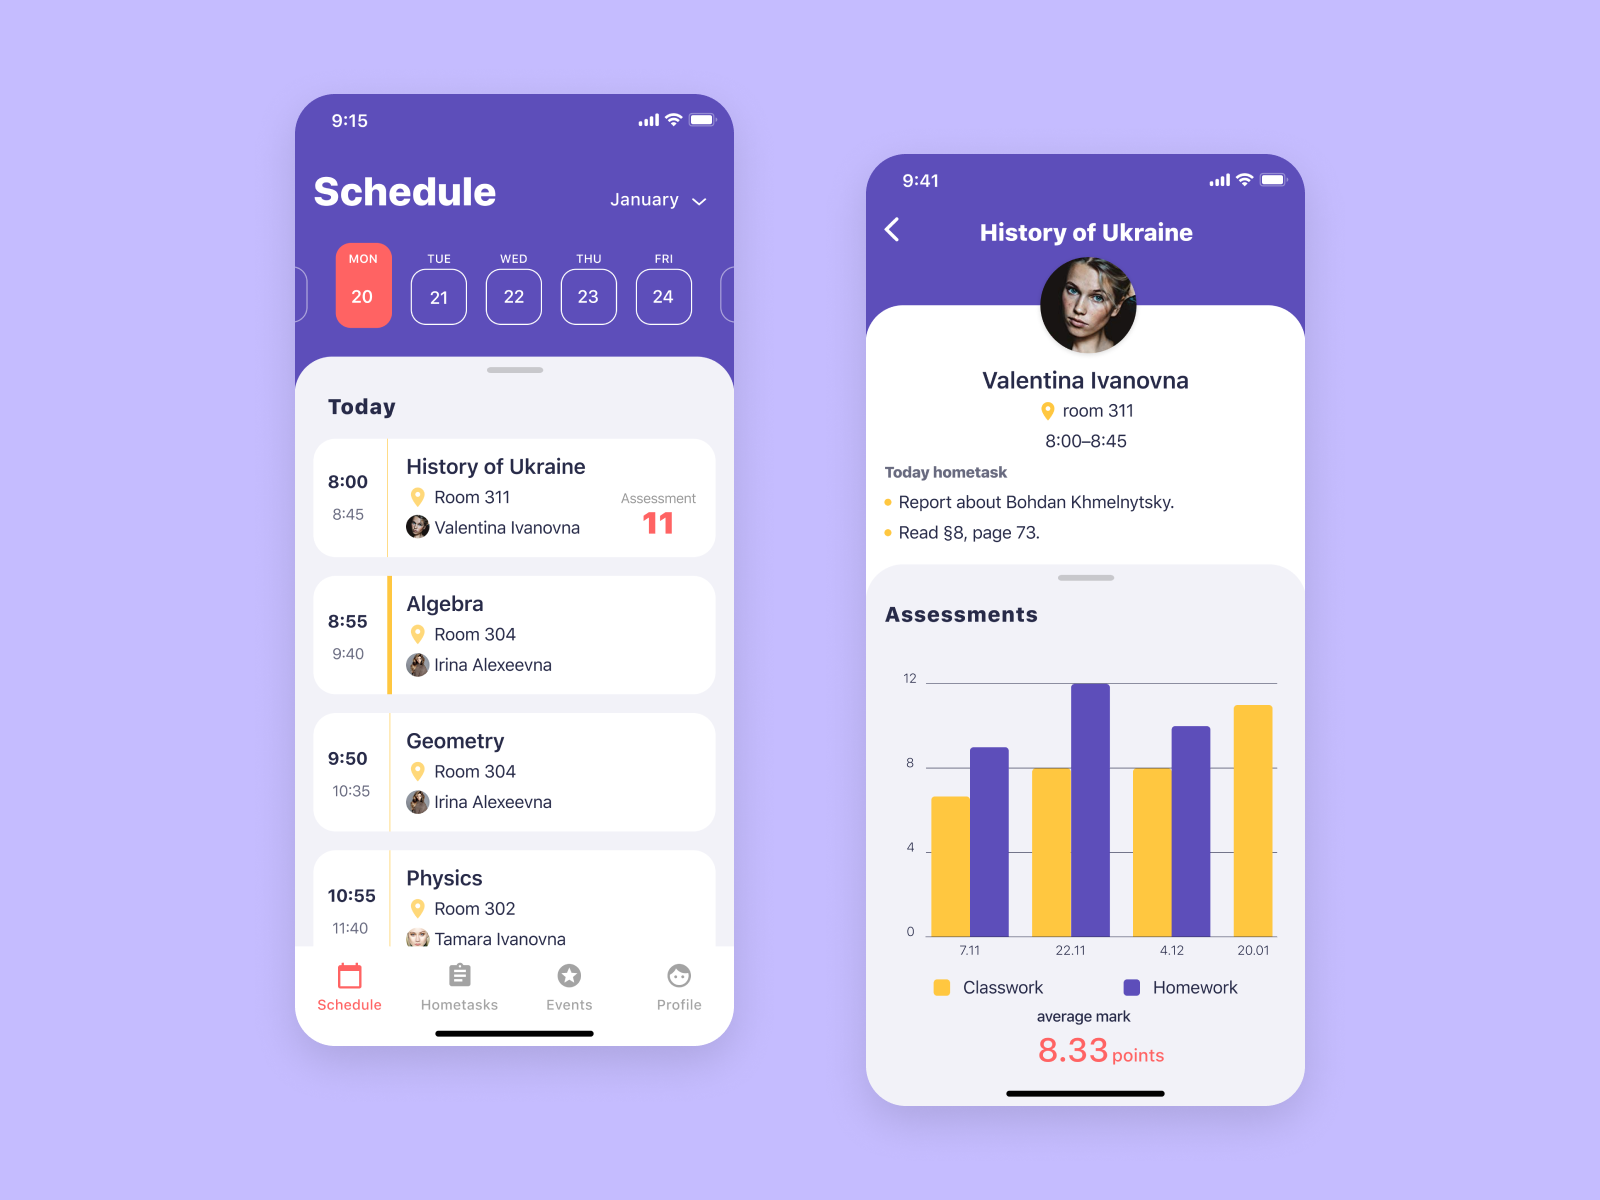 9:15
Schedule
January
MON TUE WED THU FRI
20 21 22 23 24
Today
8:00
8:45
History of Ukraine
Room 311
Valentina Ivanovna
Assessment
11
8:55
9:40
Algebra
Room 304
Irina Alexeevna
9:50
10:35
Geometry
Room 304
Irina Alexeevna
10:55
11:40
Physics
Room 302
Tamara Ivanovna
Schedule Hometasks Events Profile
9:41
History of Ukraine
Valentina Ivanovna
room 311
8:00–8:45
Today hometask
Report about Bohdan Khmelnytsky.
Read §8, page 73.
Assessments
12
8
4
0
7.11 22.11 4.12 20.01
Classwork Homework
average mark
8.33 points